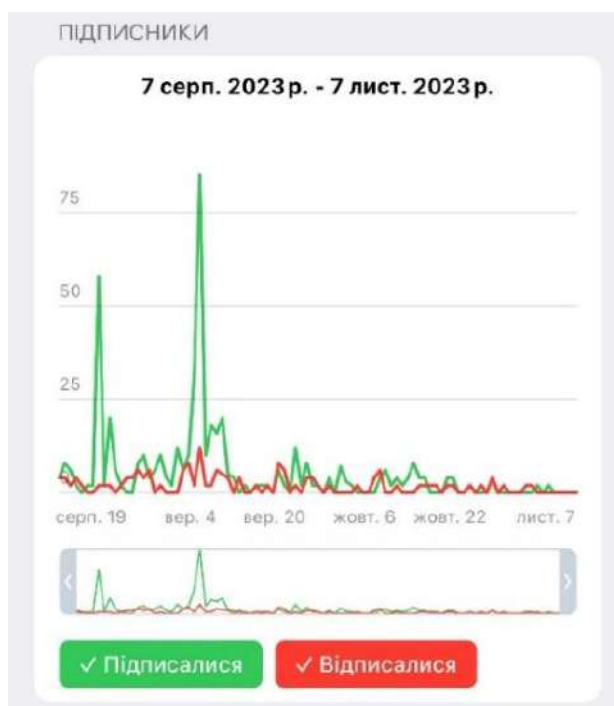 ПІДПИСНИКИ
7 серп. 2023 р. - 7 лист. 2023 р.
75
50
25
серп. 19 вер. 4 вер. 20 жовт. 6 жовт. 22 лист. 7
✓ Підписалися ✓ Відписалися